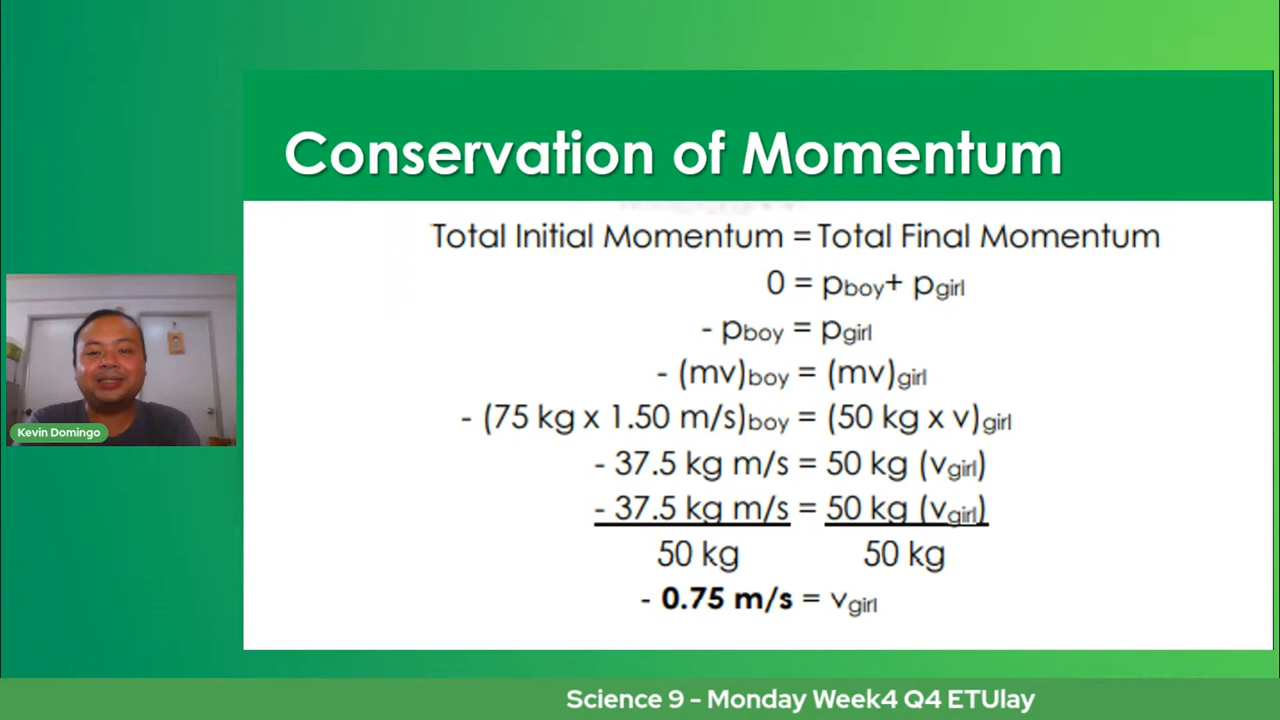 Conservation of Momentum
Total Initial Momentum = Total Final Momentum
0 = pboy+ pgirl
- pboy = pgirl
- (mv)boy = (mv)girl
- (75 kg x 1.50 m/s)boy = (50 kg x v)girl
- 37.5 kg m/s = 50 kg (vgirl)
- 37.5 kg m/s = 50 kg (vgirl)
50 kg 50 kg
- 0.75 m/s = vgirl
Kevin Domingo
Science 9 - Monday Week4 Q4 ETUlay